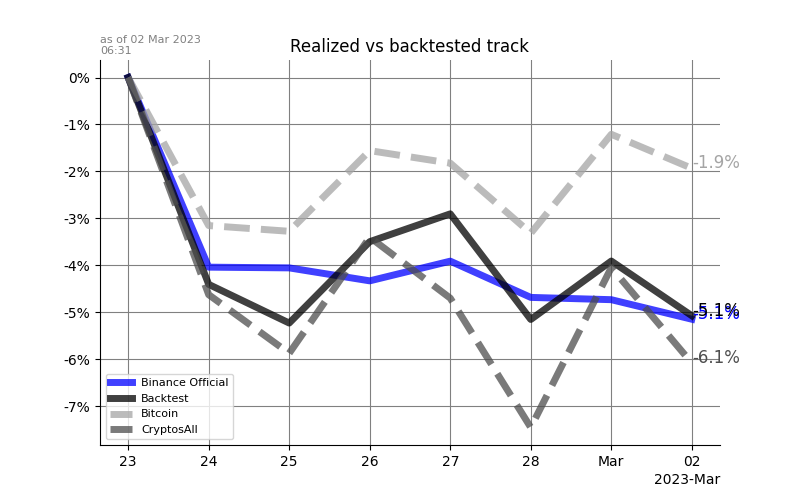 as of 02 Mar 2023
06:31
Realized vs backtested track
0%
-1%
-2%
-3%
-4%
-5%
-6%
-7%
-1.9%
-5.1%
-5.1%
-6.1%
Binance Official
Backtest
Bitcoin
CryptosAll
23 24 25 26 27 28 Mar 02
2023-Mar